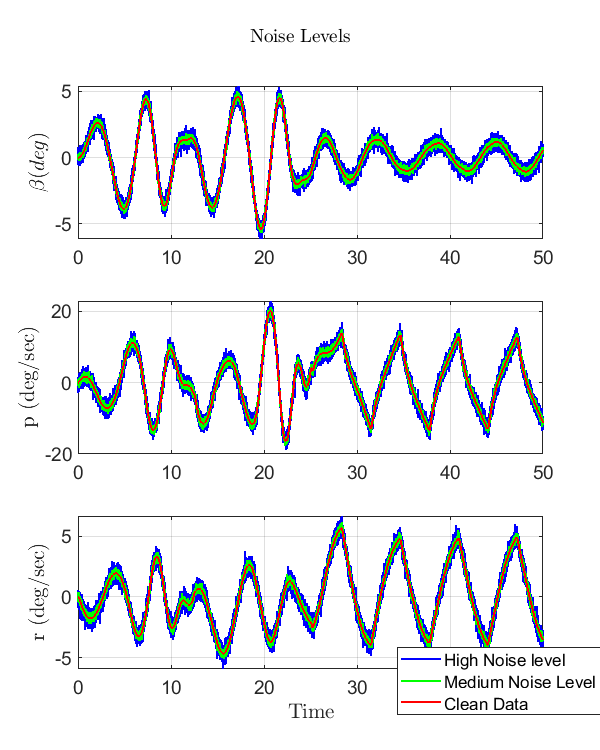 Noise Levels
β(deg)
5
0
-5
0 10 20 30 40 50
p (deg/sec)
20
0
-20
0 10 20 30 40 50
r (deg/sec)
5
0
-5
0 10 20 30
Time
High Noise level
Medium Noise Level
Clean Data